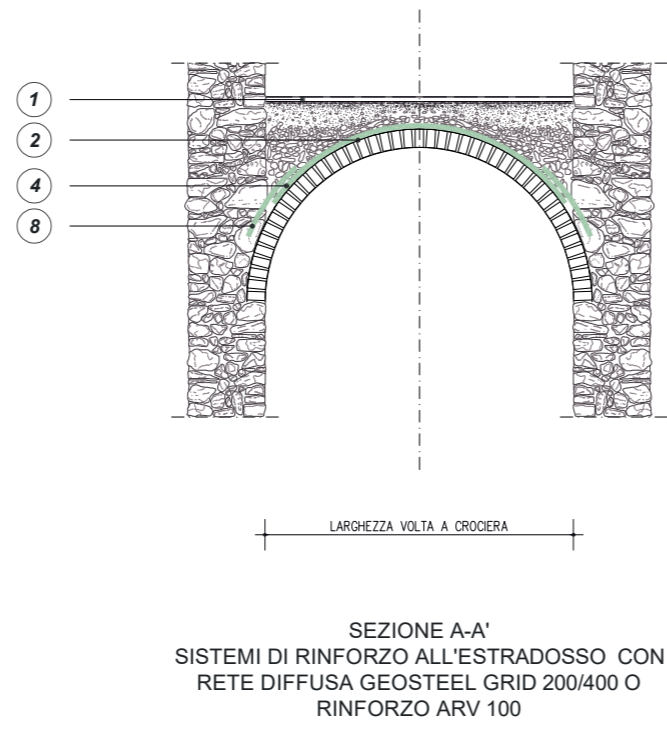 1
2
4
8
LARGHEZZA VOLTA A CROCIERA
SEZIONE A-A'
SISTEMI DI RINFORZO ALL'ESTRADOSSO CON
RETE DIFFUSA GEOSTEEL GRID 200/400 O
RINFORZO ARV 100